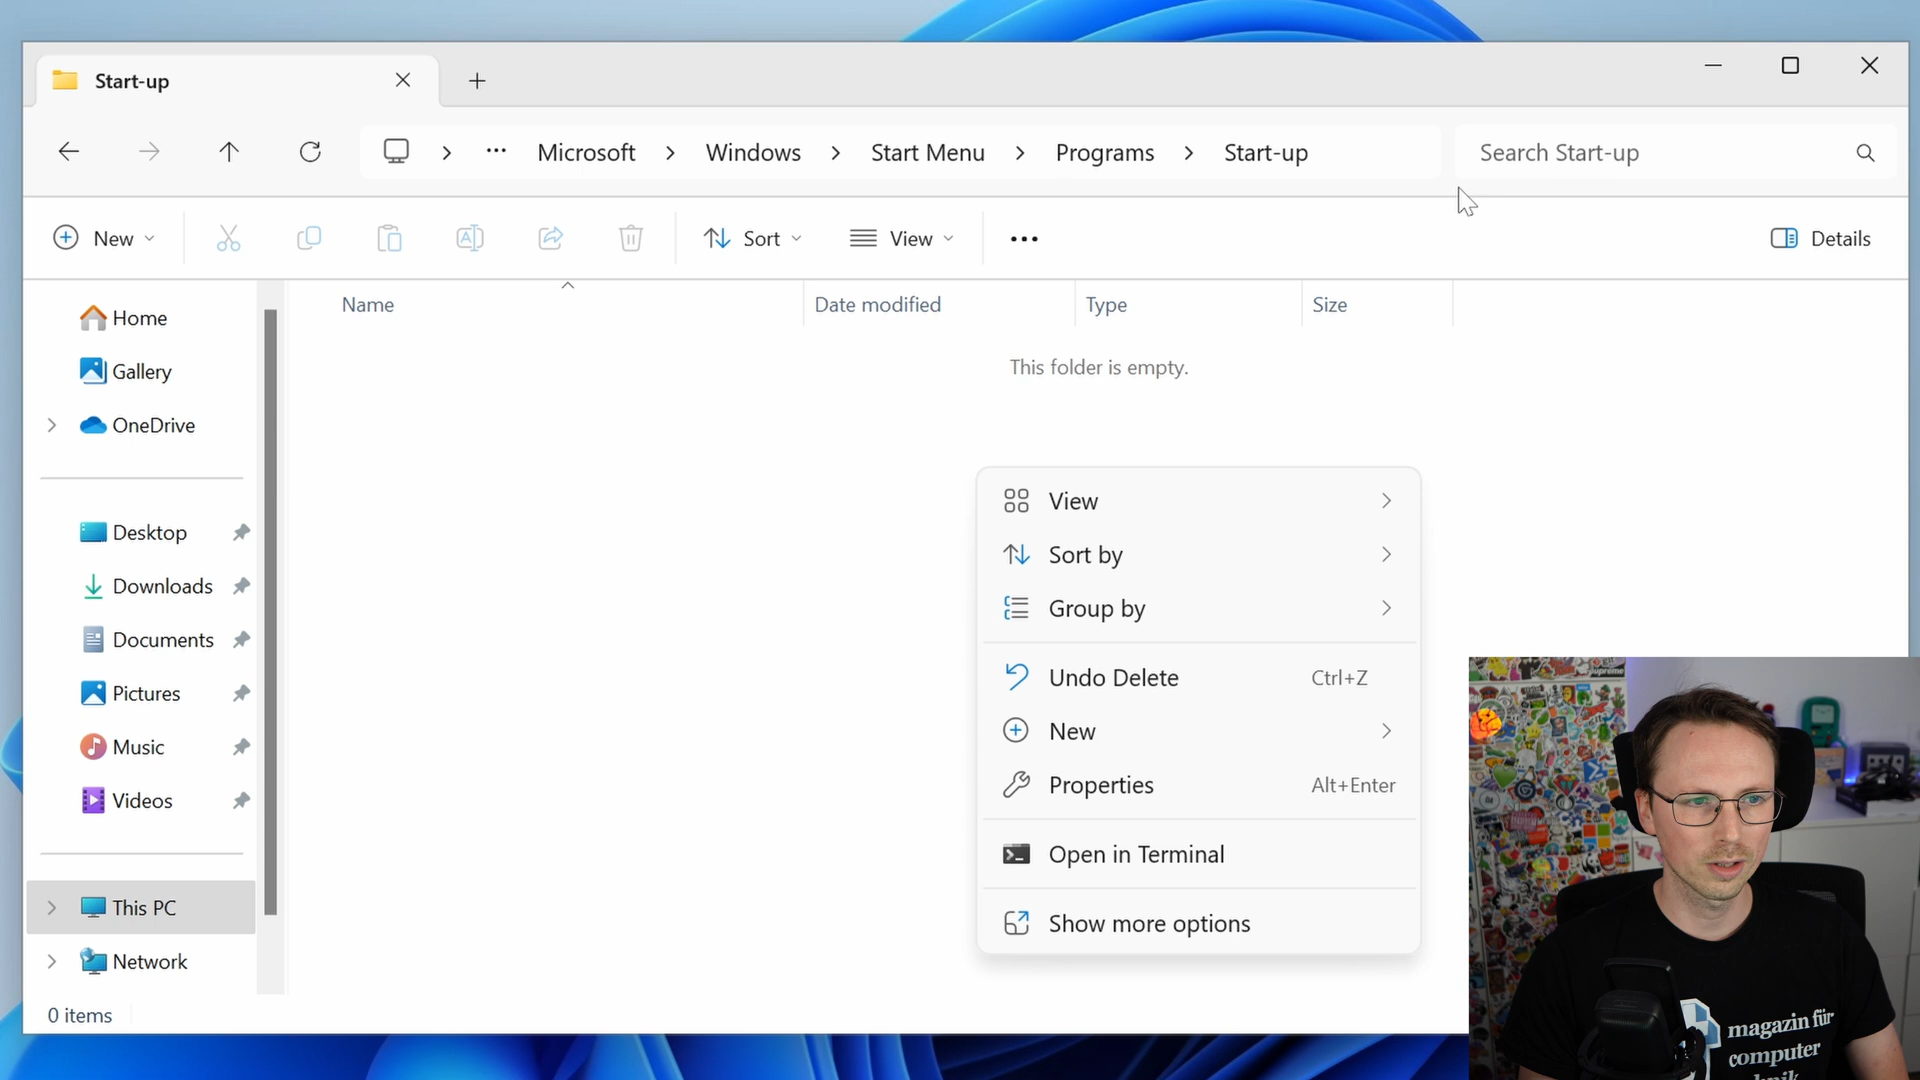 Start-up
Microsoft Windows Start Menu Programs Start-up
Search Start-up
New
Sort
View
Details
Name
Date modified
Type
Size
This folder is empty.
Home
Gallery
OneDrive
Desktop
Downloads
Documents
Pictures
Music
Videos
This PC
Network
0 items
View
Sort by
Group by
Undo Delete Ctrl+Z
New
Properties Alt+Enter
Open in Terminal
Show more options
magazin für
computer